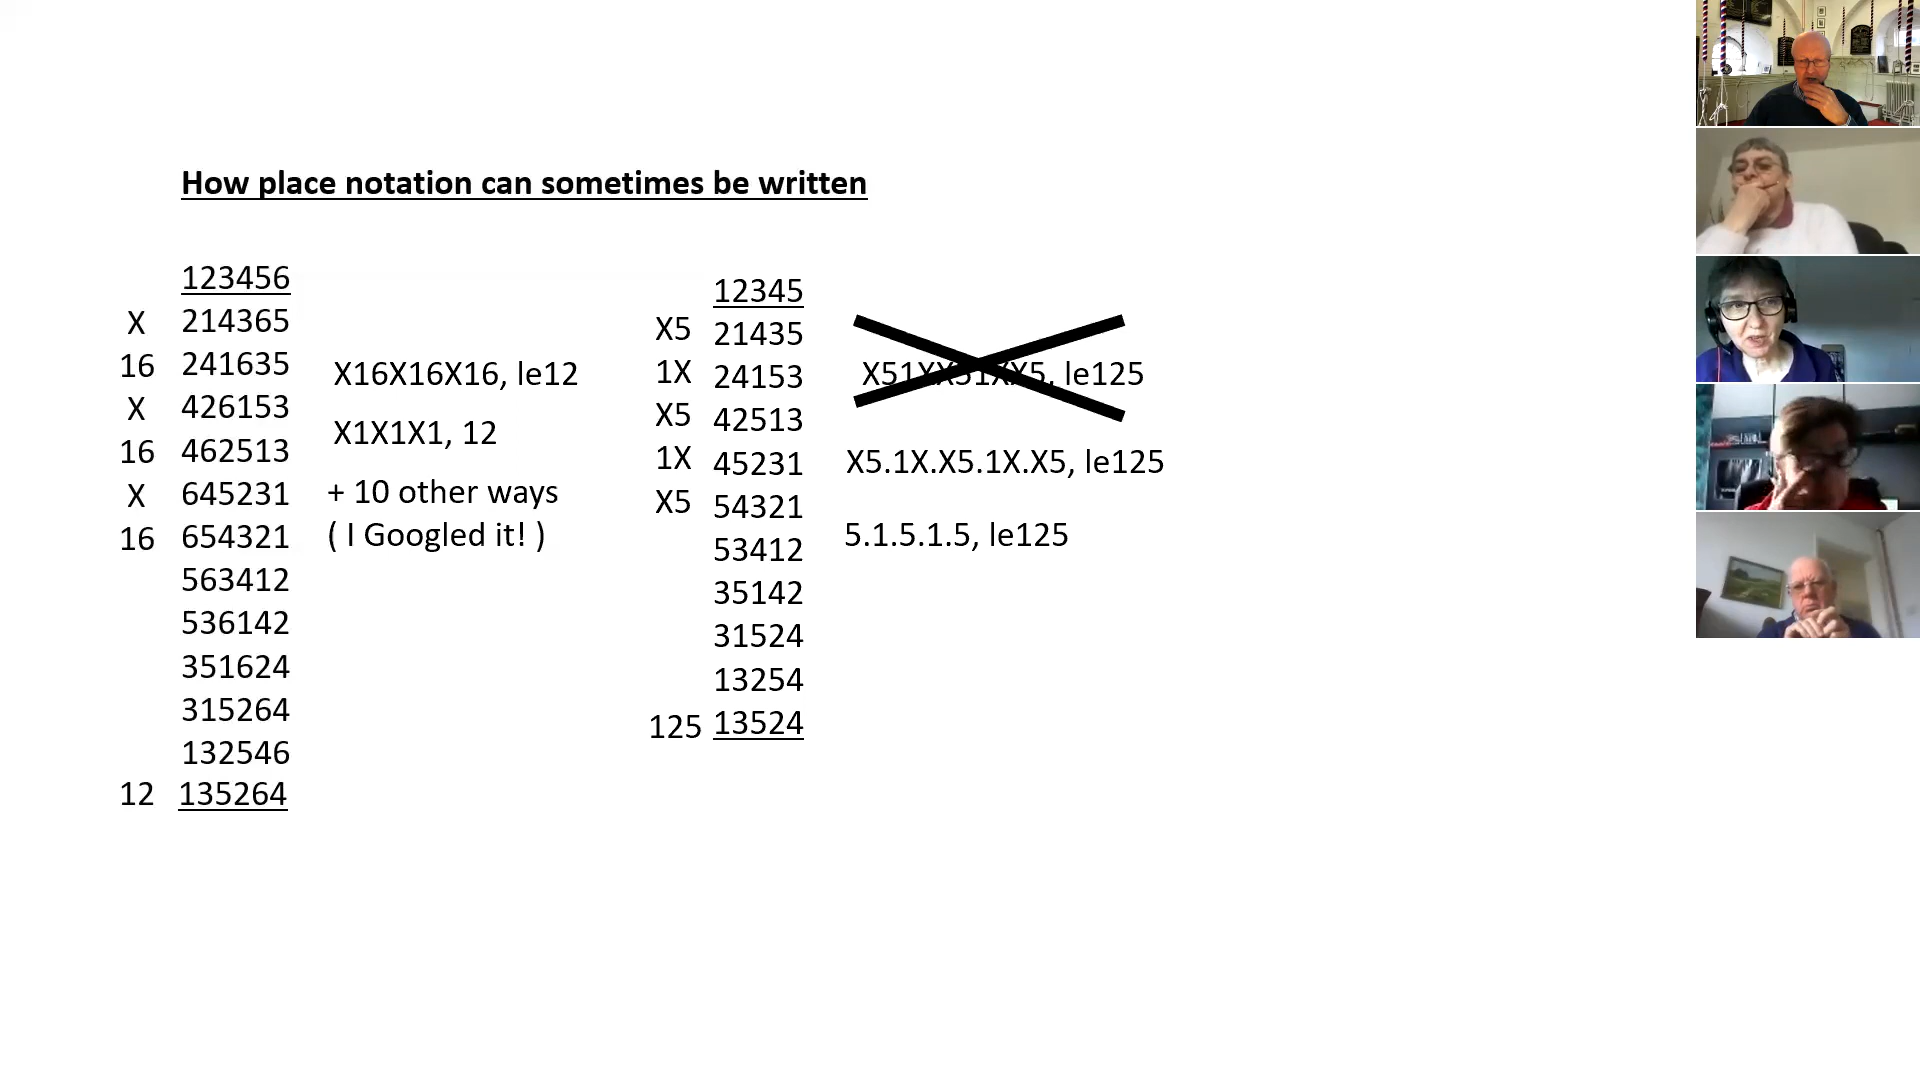 How place notation can sometimes be written
123456
X 214365
16 241635
X 426153
16 462513
X 645231
16 654321
563412
536142
351624
315264
132546
12 135264
X16X16X16, le12
X1X1X1, 12
+ 10 other ways
( I Googled it! )
12345
X5 21435
1X 24153
X5 42513
1X 45231
X5 54321
53412
35142
31524
13254
125 13524
X51XX51XX5, le125
X5.1X.X5.1X.X5, le125
5.1.5.1.5, le125